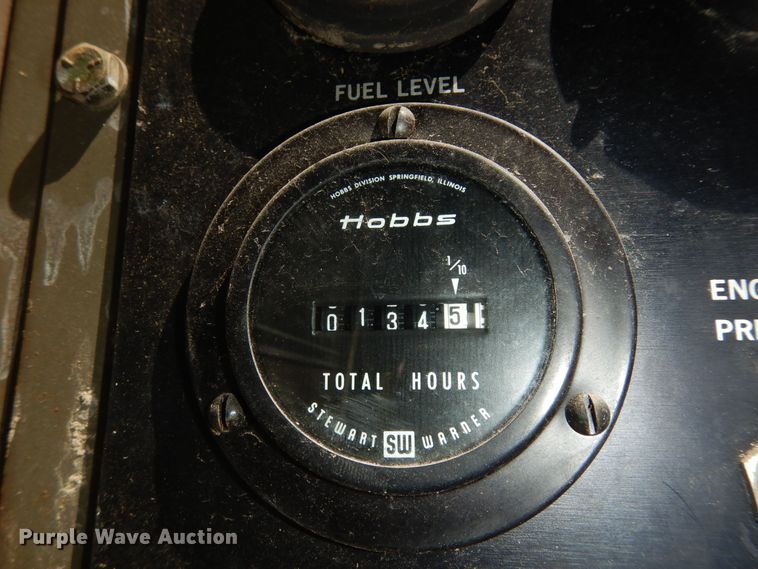 FUEL LEVEL
HOBBS DIVISION SPRINGFIELD, ILLINOIS
Hobbs
1/10
0 1 3 4 5
TOTAL HOURS
STEWART SW WARNER
ENG
PRE
Purple Wave Auction